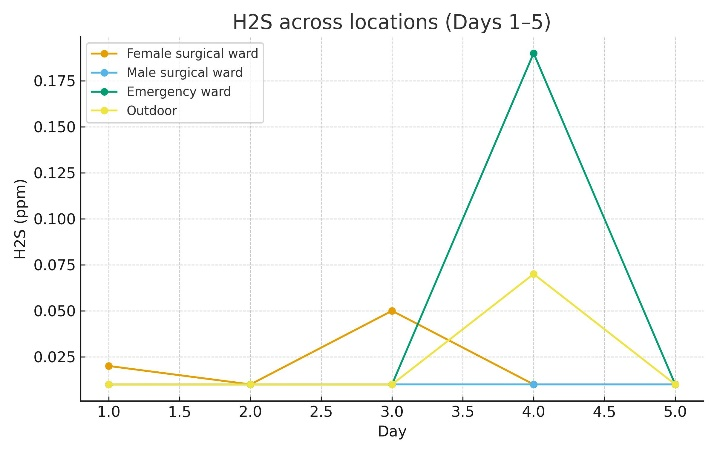 H2S across locations (Days 1–5)
Female surgical ward
Male surgical ward
Emergency ward
Outdoor
0.175
0.150
0.125
0.100
0.075
0.050
0.025
H2S (ppm)
1.0 1.5 2.0 2.5 3.0 3.5 4.0 4.5 5.0
Day